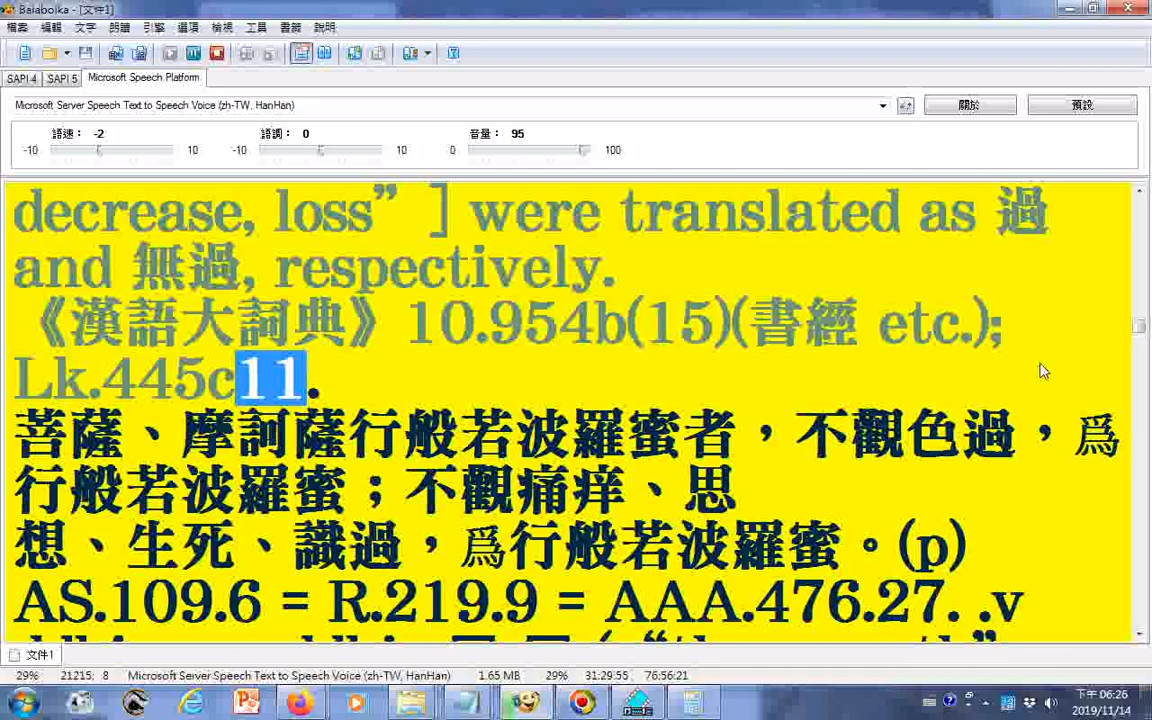 Balabolka - [文件1]
檔案 編輯 文字 朗讀 引擎 選項 檢視 工具 書籤 說明
SAPI 4 SAPI 5 Microsoft Speech Platform
Microsoft Server Speech Text to Speech Voice (zh-TW, HanHan) 關於 預設
語速： -2 語調： 0 音量： 95
-10 10 -10 10 0 100
decrease, loss” ] were translated as 過
and 無過, respectively.
《漢語大詞典》 10.954b(15)(書經 etc.);
Lk.445c11.
菩薩、摩訶薩行般若波羅蜜者，不觀色過，爲
行般若波羅蜜；不觀痛痒、思
想、生死、識過，爲行般若波羅蜜。(p)
AS.109.6 = R.219.9 = AAA.476.27. .v
文件1
29% 21215: 8 Microsoft Server Speech Text to Speech Voice (zh-TW, HanHan) 1.65 MB 29% 31:29:55 76:56:21
下午 06:26
2019/11/14